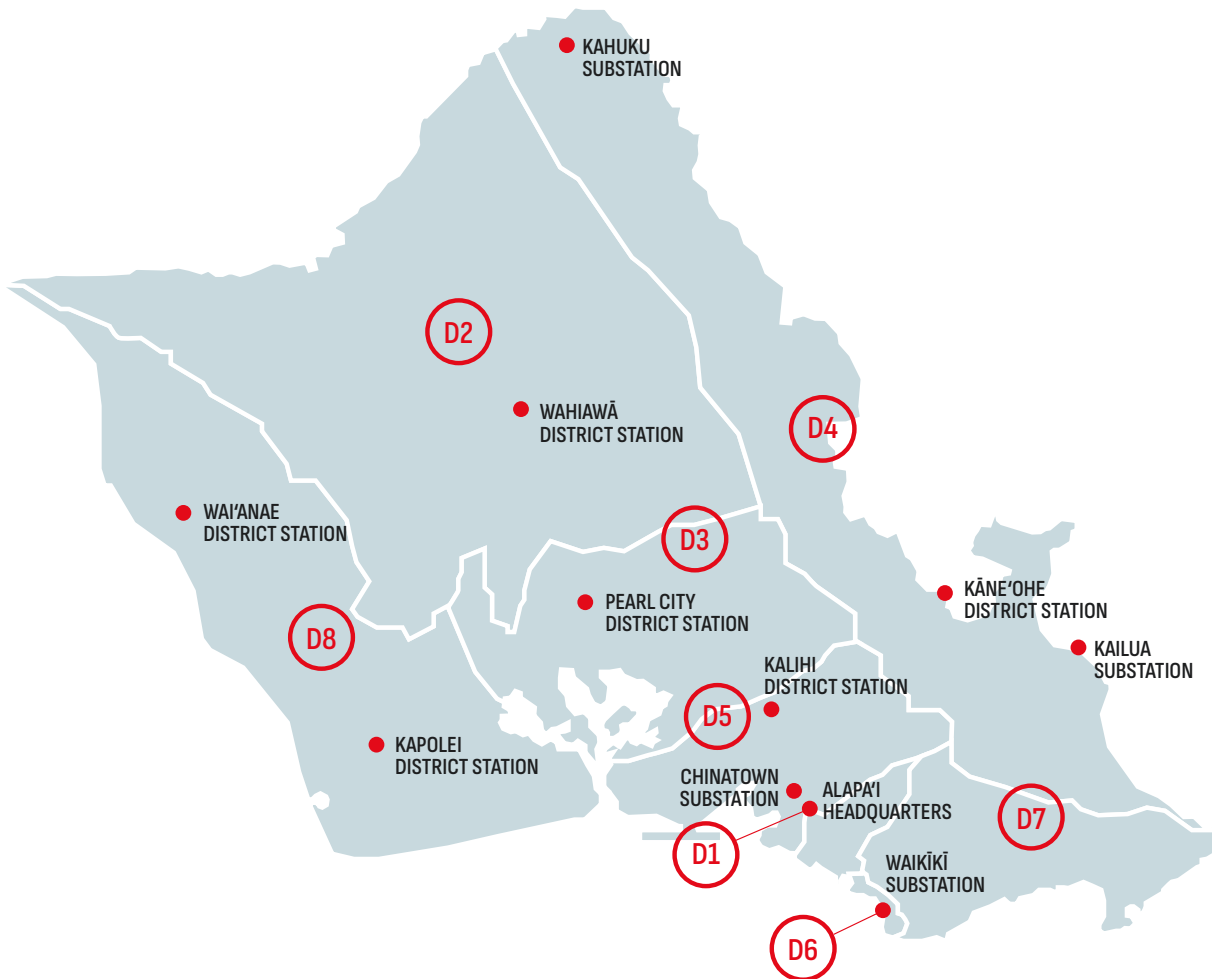 KAHUKU
SUBSTATION
D2
WAHIAWĀ
DISTRICT STATION
D4
WAI‘ANAE
DISTRICT STATION
D3
PEARL CITY
DISTRICT STATION
KĀNE‘OHE
DISTRICT STATION
D8
KAILUA
SUBSTATION
KALIHI
DISTRICT STATION
D5
KAPOLEI
DISTRICT STATION
CHINATOWN
SUBSTATION
ALAPA‘I
HEADQUARTERS
D7
D1
WAIKĪKĪ
SUBSTATION
D6